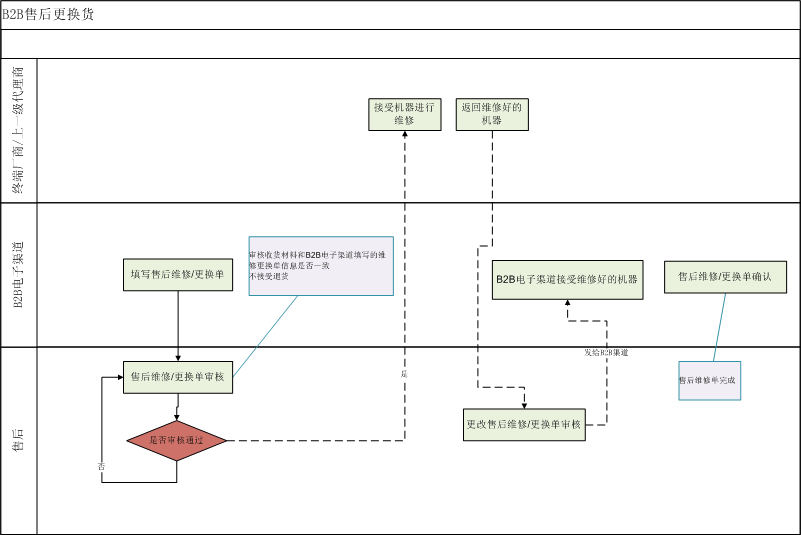 B2B售后更换货
终端厂商/上一级代理商
接受机器进行
维修
返回维修好的
机器
B2B电子渠道
填写售后维修/更换单
审核收货材料和B2B电子渠道填写的维
修更换单信息是否一致
不接受退货
B2B电子渠道接受维修好的机器
售后维修/更换单确认
售后
发给B2B渠道
售后维修/更换单审核
是
售后维修单完成
更改售后维修/更换单审核
是否审核通过
否